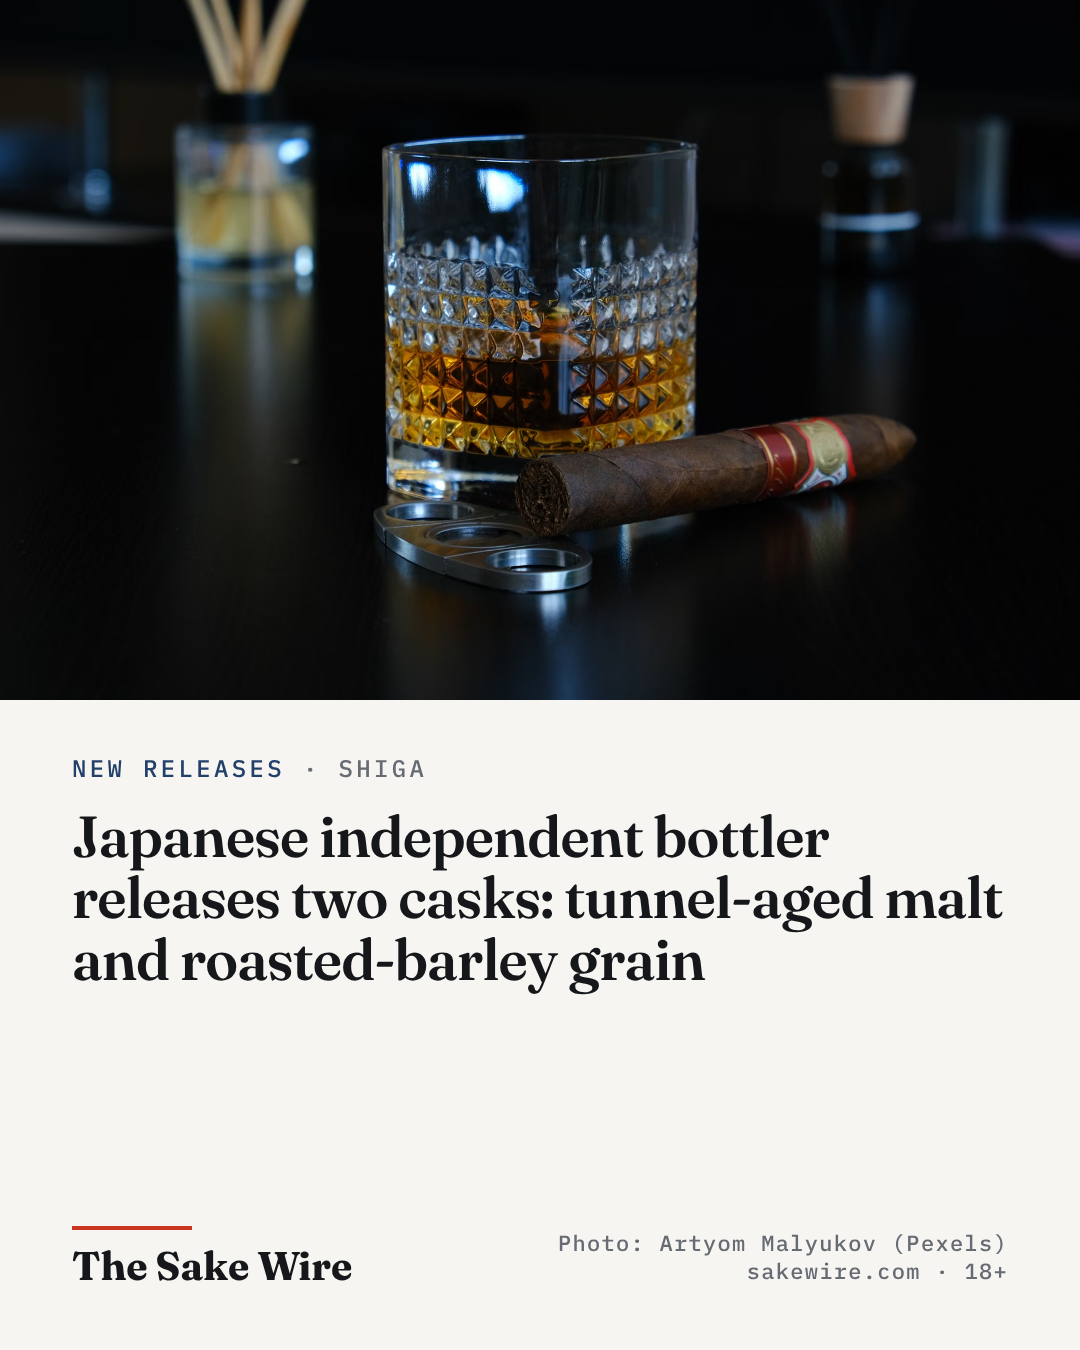 NEW RELEASES · SHIGA
Japanese independent bottler
releases two casks: tunnel-aged malt
and roasted-barley grain
The Sake Wire
Photo: Artyom Malyukov (Pexels)
sakewire.com · 18+